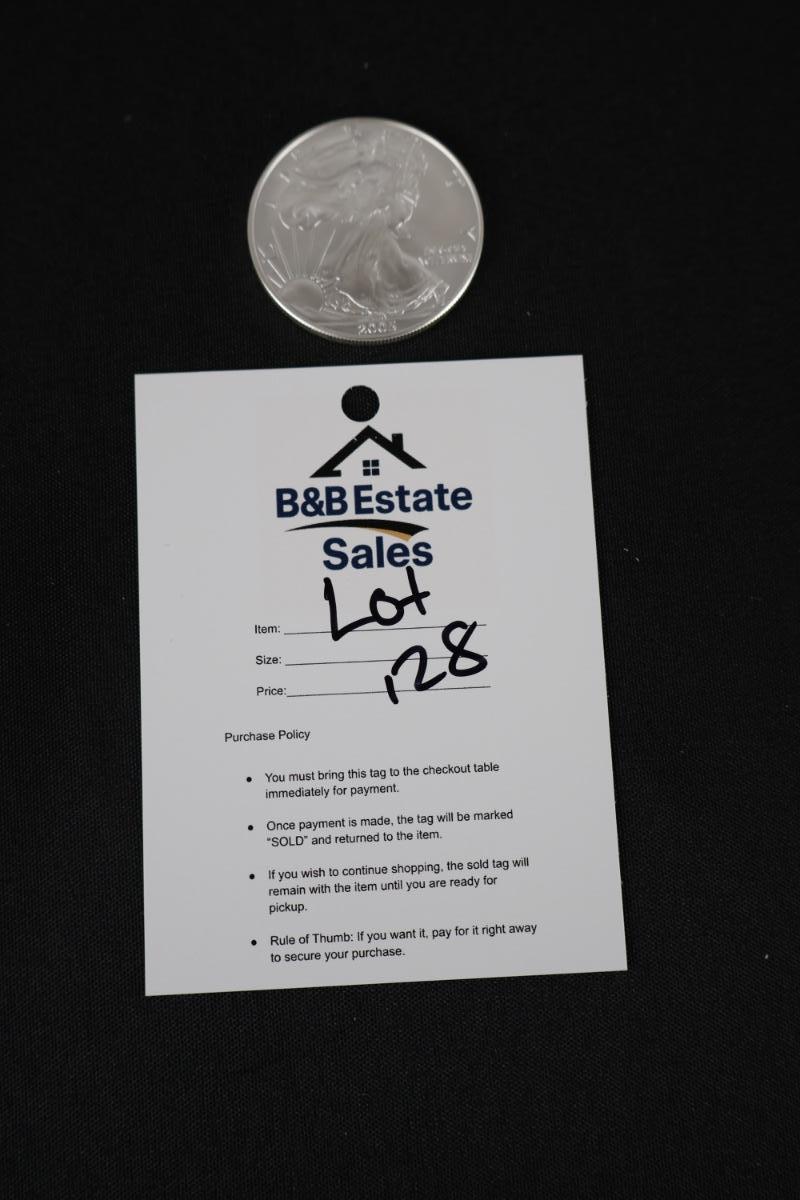 B&B Estate
Sales
Lot
Item:
Size:
128
Price:
Purchase Policy
• You must bring this tag to the checkout table
immediately for payment.
• Once payment is made, the tag will be marked
“SOLD” and returned to the item.
• If you wish to continue shopping, the sold tag will
remain with the item until you are ready for
pickup.
• Rule of Thumb: If you want it, pay for it right away
to secure your purchase.